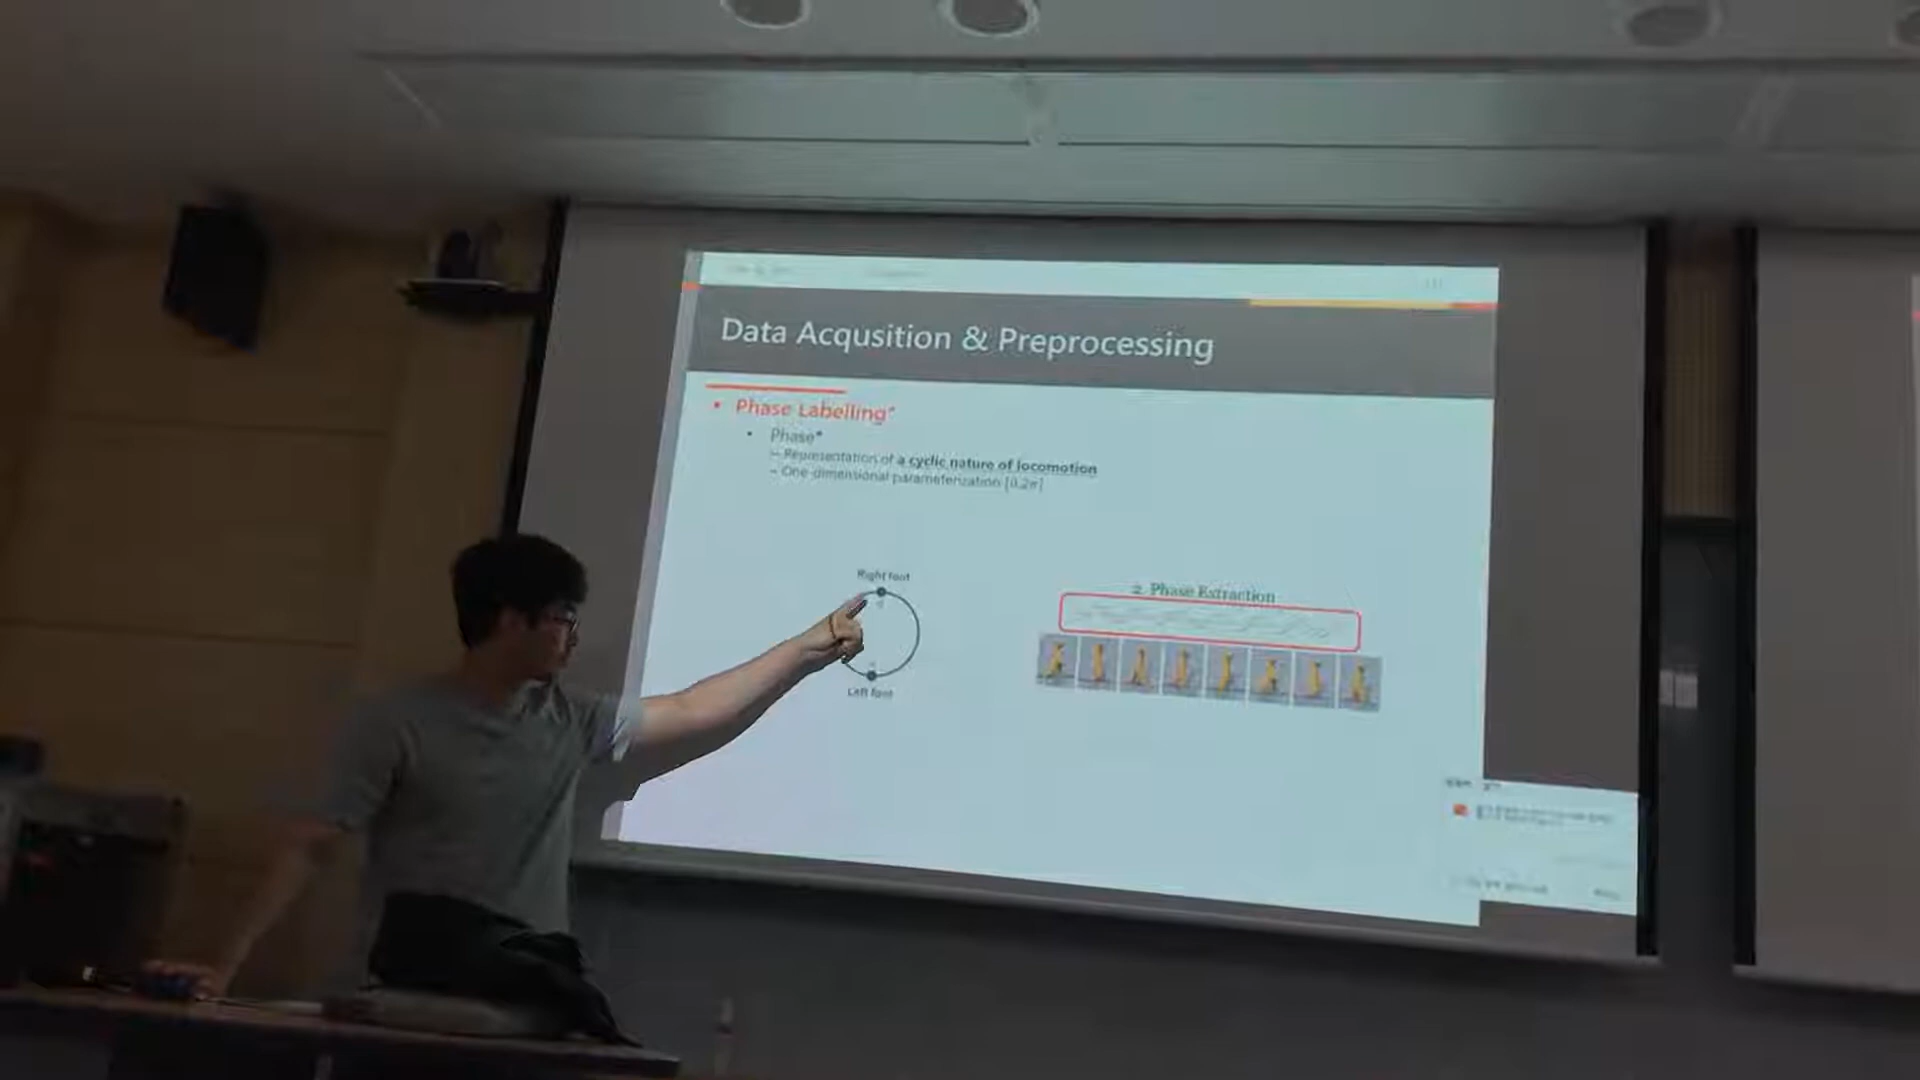 Data Acqusition & Preprocessing
• Phase Labelling*
• Phase*
– Representation of a cyclic nature of locomotion
– One-dimensional parameterization [0,2π]
Right foot
Left foot
2. Phase Extraction